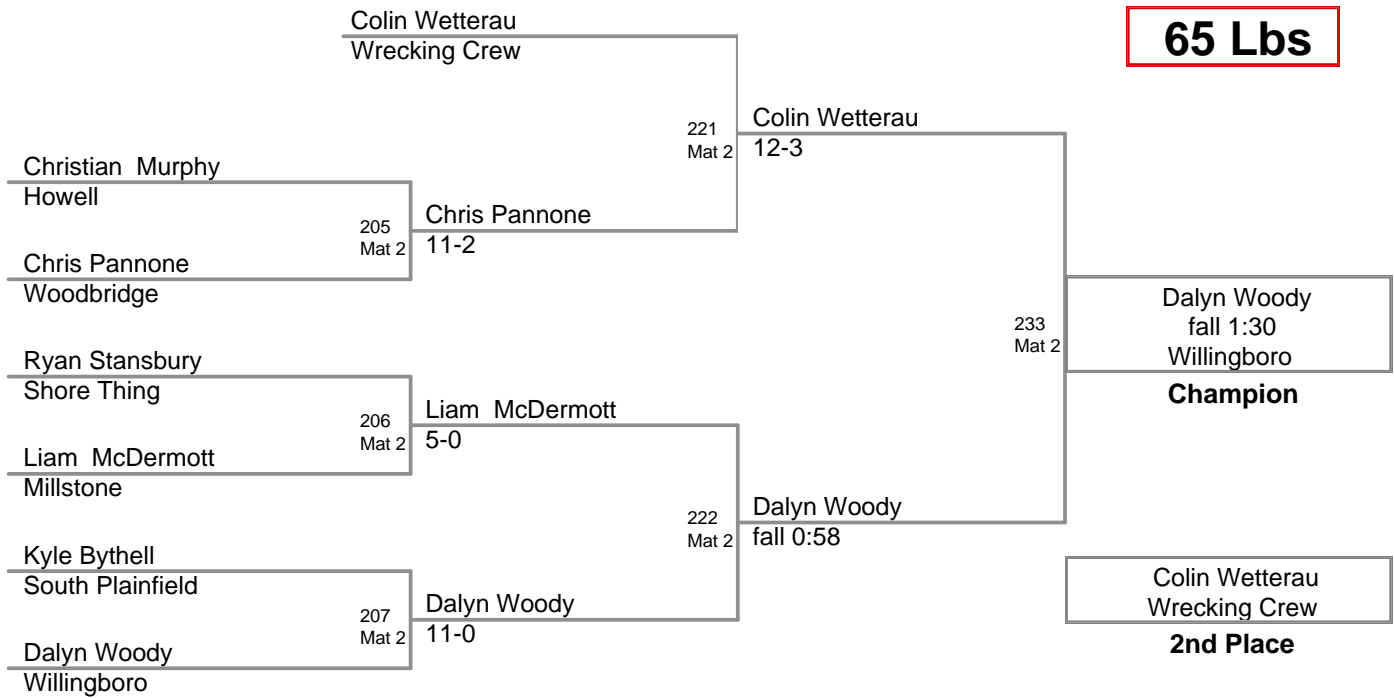 65 Lbs
Colin Wetterau
Wrecking Crew
Christian  Murphy
Howell
205
Mat 2
Chris Pannone
Woodbridge
Chris Pannone
11-2
221
Mat 2
Colin Wetterau
12-3
Ryan Stansbury
Shore Thing
206
Mat 2
Liam  McDermott
Millstone
Liam  McDermott
5-0
Kyle Bythell
South Plainfield
207
Mat 2
Dalyn Woody
Willingboro
Dalyn Woody
11-0
222
Mat 2
Dalyn Woody
fall 0:58
233
Mat 2
Dalyn Woody
fall 1:30
Willingboro
Champion
Colin Wetterau
Wrecking Crew
2nd Place